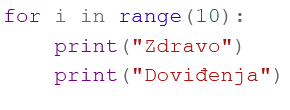 for i in range(10):
    print("Zdravo")
    print("Doviđenja")